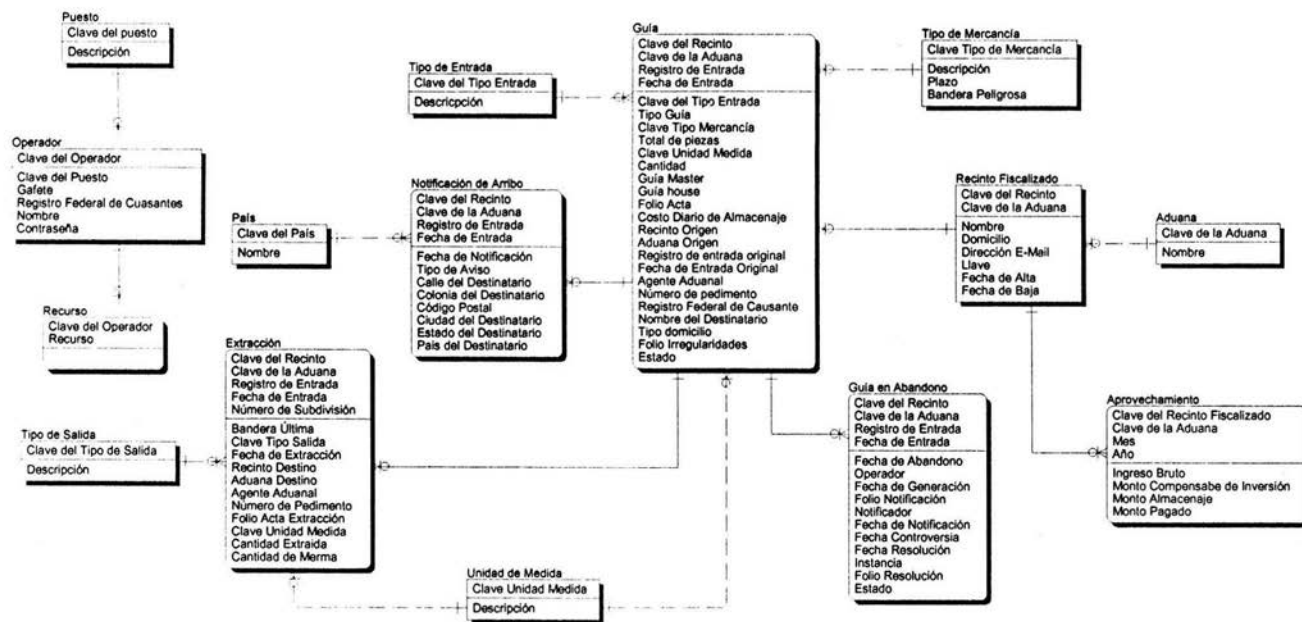 Puesto
Clave del puesto
Descripción
Operador
Clave del Operador
Clave del Puesto
Gafete
Registro Federal de Cuasantes
Nombre
Contraseña
Recurso
Clave del Operador
Recurso
Tipo de Entrada
Clave del Tipo Entrada
Descricpción
País
Clave del País
Nombre
Notificación de Arribo
Clave del Recinto
Clave de la Aduana
Registro de Entrada
Fecha de Entrada
Fecha de Notificación
Tipo de Aviso
Calle del Destinatario
Colonia del Destinatario
Código Postal
Ciudad del Destinatario
Estado del Destinatario
Pais del Destinatario
Extracción
Clave del Recinto
Clave de la Aduana
Registro de Entrada
Fecha de Entrada
Número de Subdivisión
Bandera Última
Clave Tipo Salida
Fecha de Extracción
Recinto Destino
Aduana Destino
Agente Aduanal
Número de Pedimento
Folio Acta Extracción
Clave Unidad Medida
Cantidad Extraida
Cantidad de Merma
Tipo de Salida
Clave del Tipo de Salida
Descripción
Unidad de Medida
Clave Unidad Medida
Descripción
Guía
Clave del Recinto
Clave de la Aduana
Registro de Entrada
Fecha de Entrada
Clave del Tipo Entrada
Tipo Guía
Clave Tipo Mercancía
Total de piezas
Clave Unidad Medida
Cantidad
Guía Master
Guía house
Folio Acta
Costo Diario de Almacenaje
Recinto Origen
Aduana Origen
Registro de entrada original
Fecha de Entrada Original
Agente Aduanal
Número de pedimento
Registro Federal de Causante
Nombre del Destinatario
Tipo domicilio
Folio Irregularidades
Estado
Tipo de Mercancía
Clave Tipo de Mercancía
Descripción
Plazo
Bandera Peligrosa
Recinto Fiscalizado
Clave del Recinto
Clave de la Aduana
Nombre
Domicilio
Dirección E-Mail
Llave
Fecha de Alta
Fecha de Baja
Aduana
Clave de la Aduana
Nombre
Guía en Abandono
Clave del Recinto
Clave de la Aduana
Registro de Entrada
Fecha de Entrada
Fecha de Abandono
Operador
Fecha de Generación
Folio Notificación
Notificador
Fecha de Notificación
Fecha Controversia
Fecha Resolución
Instancia
Folio Resolución
Estado
Aprovechamiento
Clave del Recinto Fiscalizado
Clave de la Aduana
Mes
Año
Ingreso Bruto
Monto Compensabe de Inversión
Monto Almacenaje
Monto Pagado